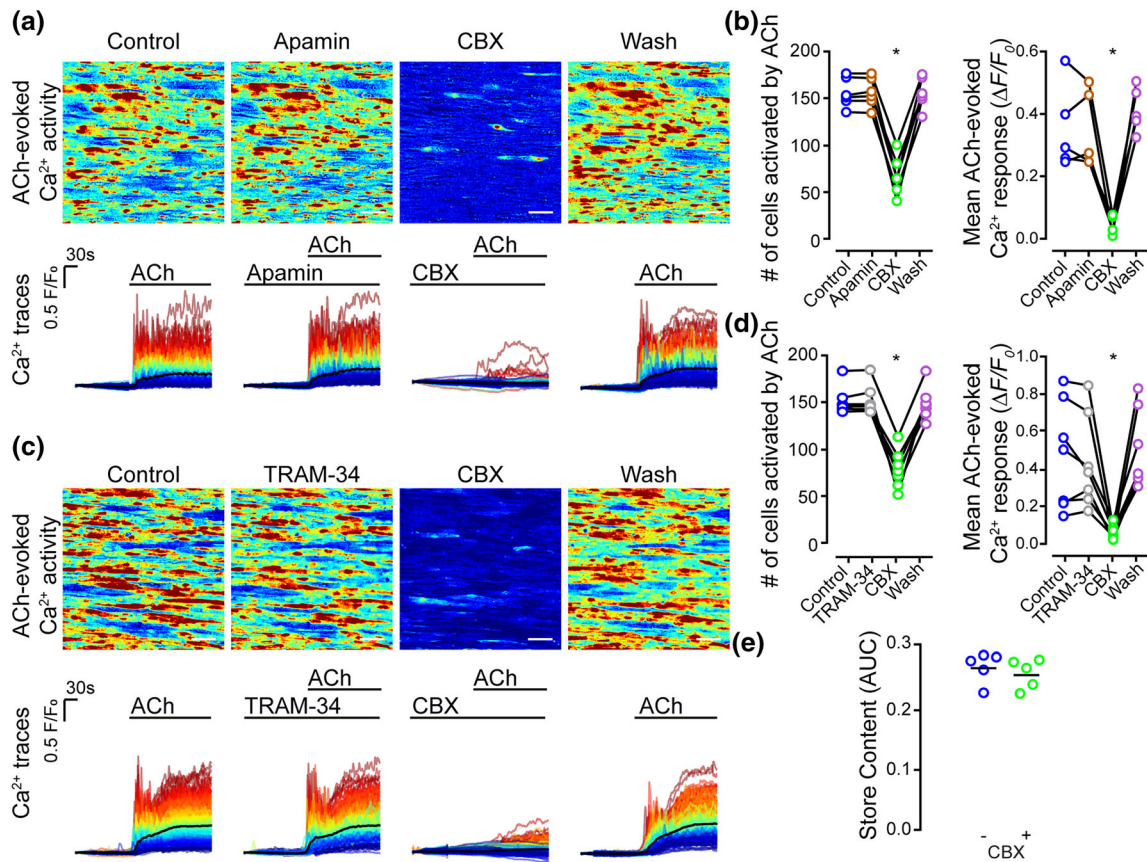 (a)
Control Apamin CBX Wash
ACh-evoked
Ca²⁺ activity
30s
0.5 F/F₀
Ca²⁺ traces
ACh
ACh
Apamin
ACh
CBX
ACh
(b)
# of cells activated by ACh
200
150
100
50
0
Control
Apamin
CBX
Wash
*
Mean ACh-evoked
Ca²⁺ response (ΔF/F₀)
0.6
0.4
0.2
0.0
Control
Apamin
CBX
Wash
*
(c)
Control TRAM-34 CBX Wash
ACh-evoked
Ca²⁺ activity
30s
0.5 F/F₀
Ca²⁺ traces
ACh
ACh
TRAM-34
ACh
CBX
ACh
(d)
# of cells activated by ACh
200
150
100
50
0
Control
TRAM-34
CBX
Wash
*
Mean ACh-evoked
Ca²⁺ response (ΔF/F₀)
1.0
0.8
0.6
0.4
0.2
0.0
Control
TRAM-34
CBX
Wash
*
(e)
Store Content (AUC)
0.3
0.2
0.1
0.0
- +
CBX